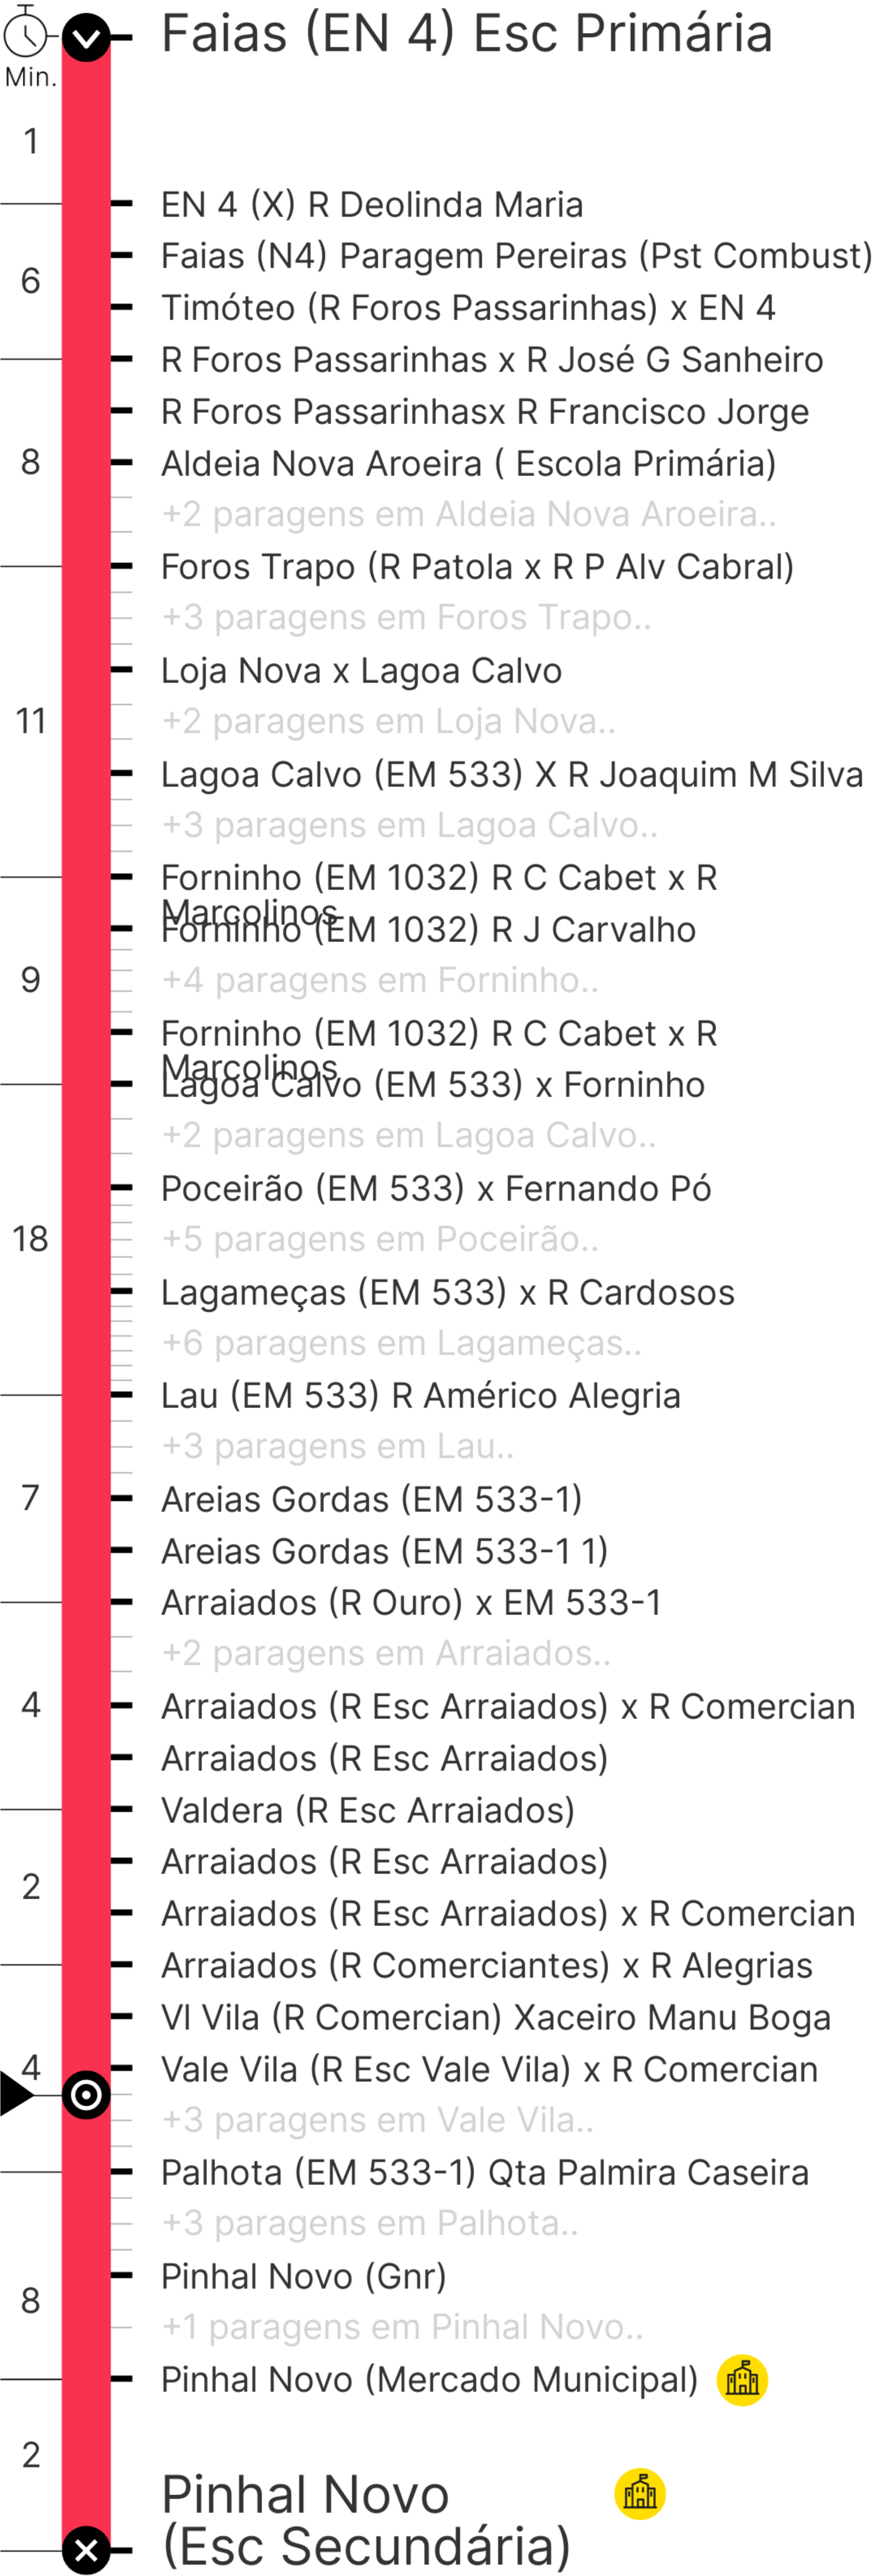 Faias (EN 4) Esc Primária
Min.
1
EN 4 (X) R Deolinda Maria
Faias (N4) Paragem Pereiras (Pst Combust)
6
Timóteo (R Foros Passarinhas) x EN 4
R Foros Passarinhas x R José G Sanheiro
R Foros Passarinhasx R Francisco Jorge
8
Aldeia Nova Aroeira ( Escola Primária)
+2 paragens em Aldeia Nova Aroeira..
Foros Trapo (R Patola x R P Alv Cabral)
+3 paragens em Foros Trapo..
Loja Nova x Lagoa Calvo
11
+2 paragens em Loja Nova..
Lagoa Calvo (EM 533) X R Joaquim M Silva
+3 paragens em Lagoa Calvo..
Forninho (EM 1032) R C Cabet x R
Marcolinos
Forninho (EM 1032) R J Carvalho
9
+4 paragens em Forninho..
Forninho (EM 1032) R C Cabet x R
Marcolinos
Lagoa Calvo (EM 533) x Forninho
+2 paragens em Lagoa Calvo..
Poceirão (EM 533) x Fernando Pó
18
+5 paragens em Poceirão..
Lagameças (EM 533) x R Cardosos
+6 paragens em Lagameças..
Lau (EM 533) R Américo Alegria
+3 paragens em Lau..
7
Areias Gordas (EM 533-1)
Areias Gordas (EM 533-1 1)
Arraiados (R Ouro) x EM 533-1
+2 paragens em Arraiados..
4
Arraiados (R Esc Arraiados) x R Comercian
Arraiados (R Esc Arraiados)
Valdera (R Esc Arraiados)
Arraiados (R Esc Arraiados)
2
Arraiados (R Esc Arraiados) x R Comercian
Arraiados (R Comerciantes) x R Alegrias
Vl Vila (R Comercian) Xaceiro Manu Boga
4
Vale Vila (R Esc Vale Vila) x R Comercian
+3 paragens em Vale Vila..
Palhota (EM 533-1) Qta Palmira Caseira
+3 paragens em Palhota..
Pinhal Novo (Gnr)
8
+1 paragens em Pinhal Novo..
Pinhal Novo (Mercado Municipal)
2
Pinhal Novo
(Esc Secundária)